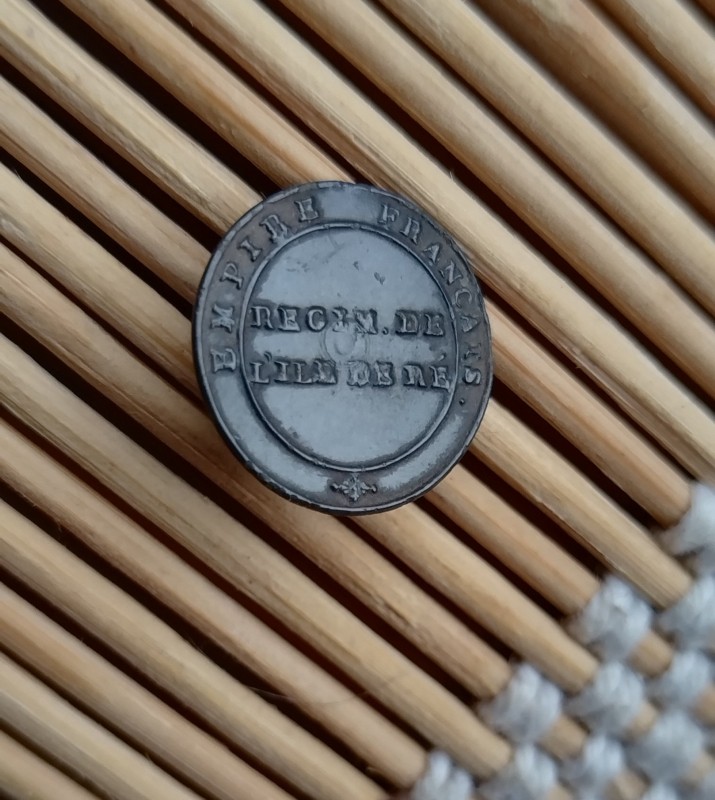 EMPIRE FRANÇAIS.
REGIM. DE
L'ILE DE RÉ